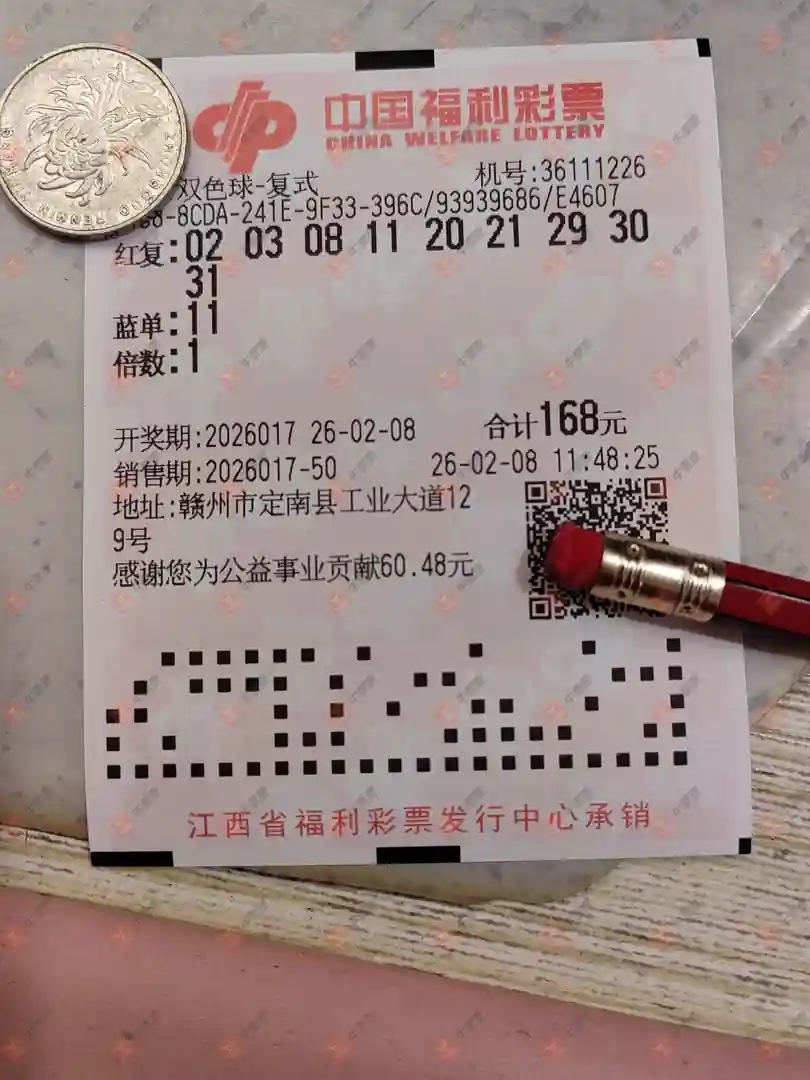 中国福利彩票
CHINA WELFARE LOTTERY
双色球-复式 机号:36111226
8-8CDA-241E-9F33-396C/93939686/E4607
红复:02 03 08 11 20 21 29 30
31
蓝单:11
倍数:1
开奖期:2026017 26-02-08 合计168元
销售期:2026017-50 26-02-08 11:48:25
地址:赣州市定南县工业大道12
9号
感谢您为公益事业贡献60.48元
江西省福利彩票发行中心承销